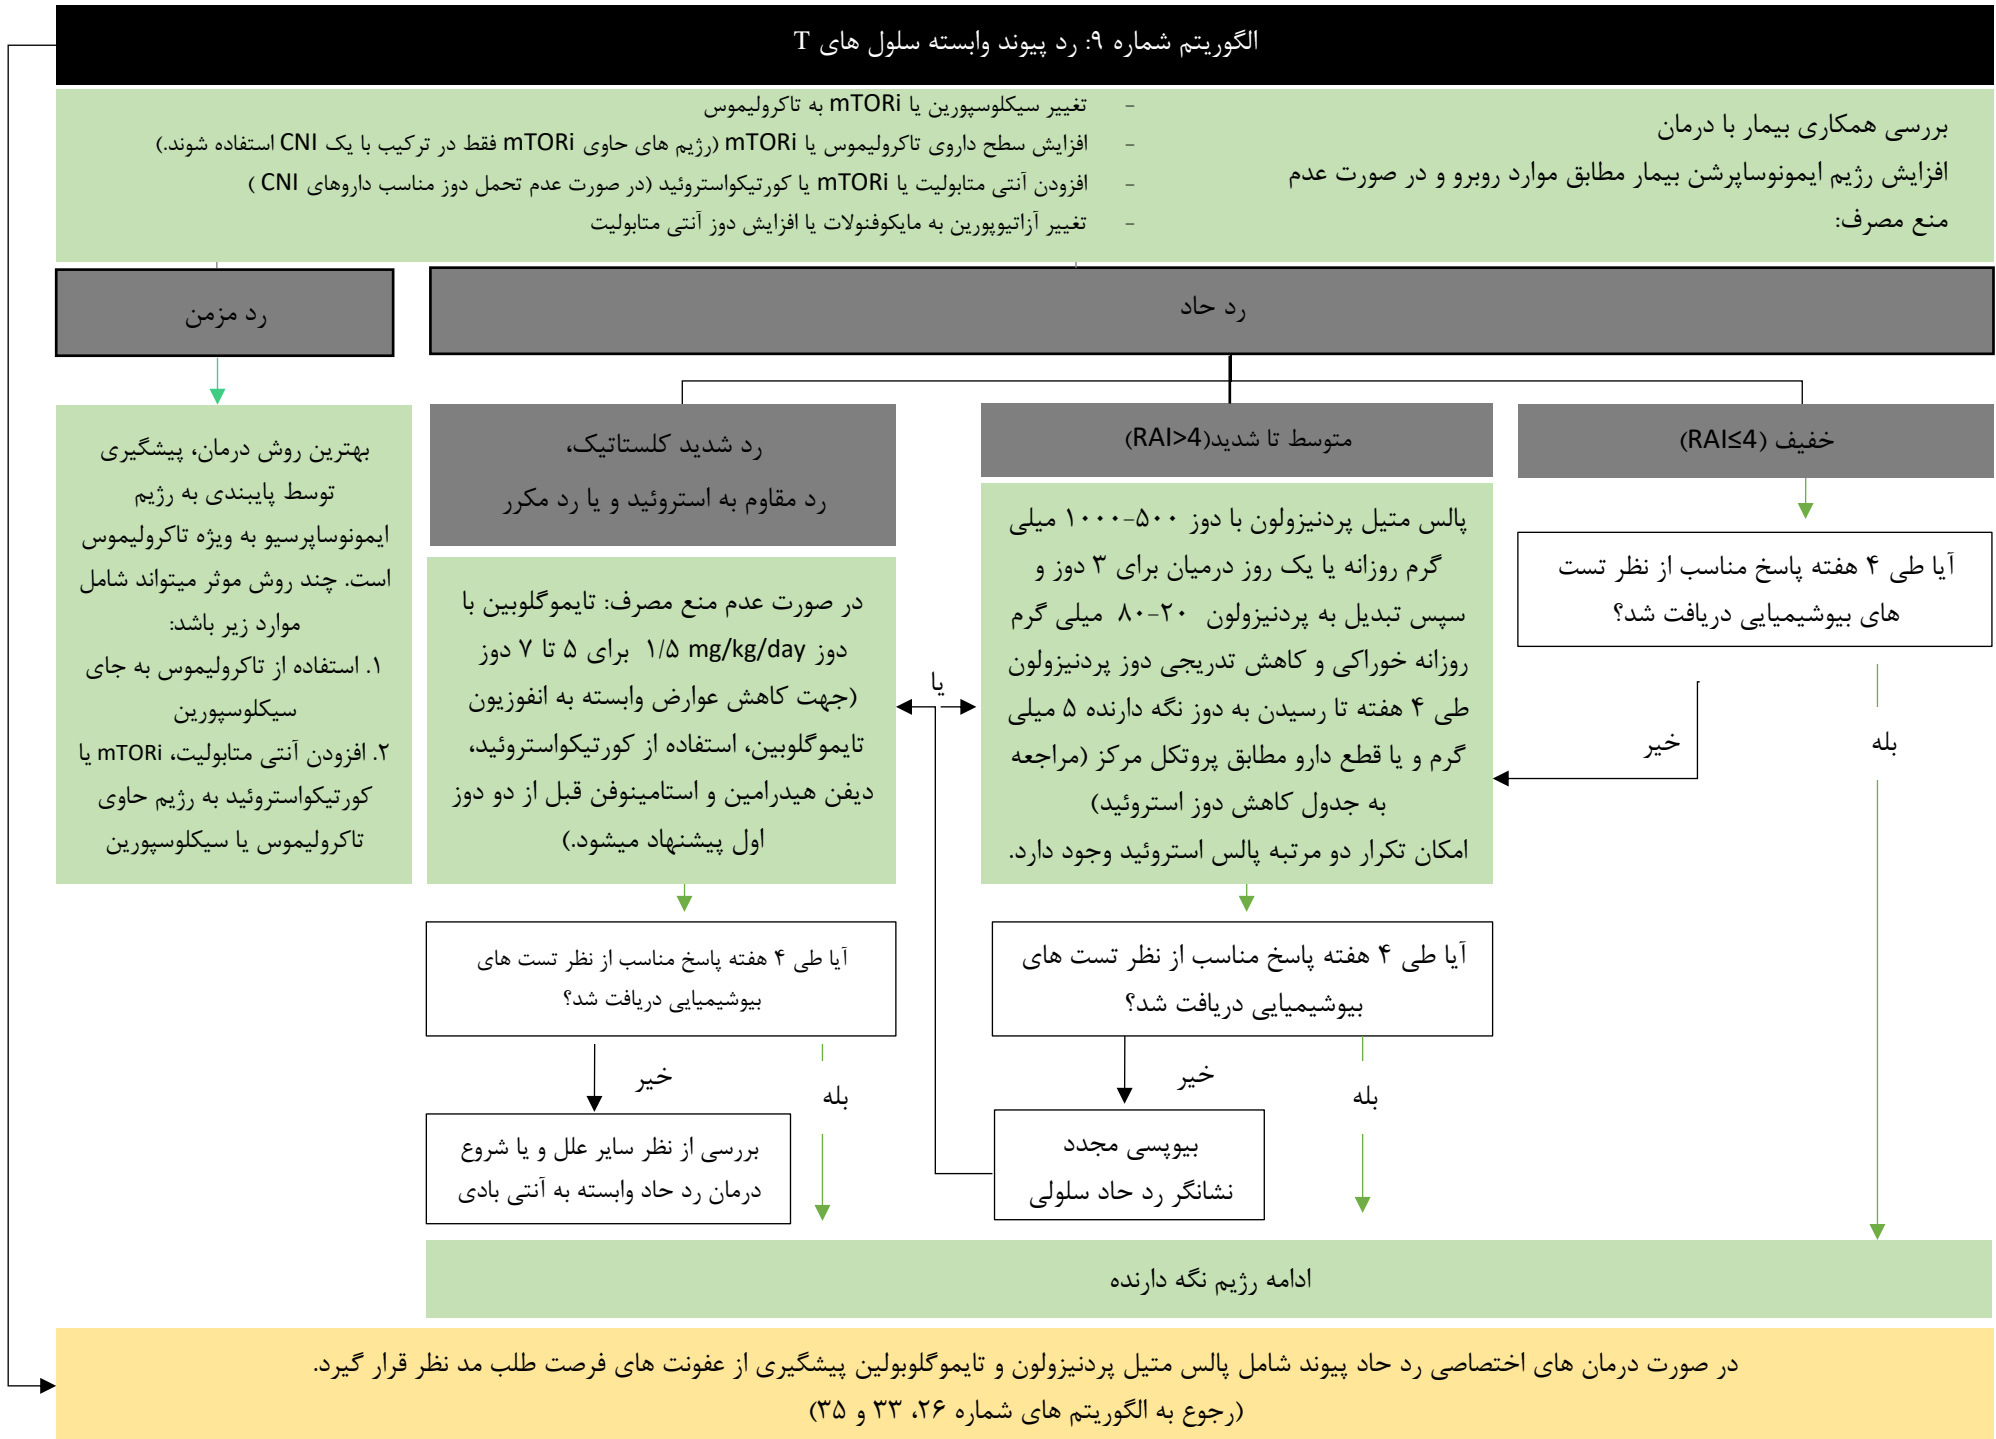 الگوریتم شماره ۹: رد پیوند وابسته سلول های T
بررسی همکاری بیمار با درمان
افزایش رژیم ایمونوساپرشن بیمار مطابق موارد روبرو و در صورت عدم
منع مصرف:
- تغییر سیکلوسپورین یا mTORi به تاکرولیموس
- افزایش سطح داروی تاکرولیموس یا mTORi (رژیم های حاوی mTORi فقط در ترکیب با یک CNI استفاده شوند.)
- افزودن آنتی متابولیت یا mTORi یا کورتیکواستروئید (در صورت عدم تحمل دوز مناسب داروهای CNI )
- تغییر آزاتیوپورین به مایکوفنولات یا افزایش دوز آنتی متابولیت
رد حاد
رد مزمن
خفیف (RAI≤4)
متوسط تا شدید(RAI>4)
رد شدید کلستاتیک،
رد مقاوم به استروئید و یا رد مکرر
آیا طی ۴ هفته پاسخ مناسب از نظر تست
های بیوشیمیایی دریافت شد؟
بله
خیر
پالس متیل پردنیزولون با دوز ۵۰۰-۱۰۰۰ میلی
گرم روزانه یا یک روز درمیان برای ۳ دوز و
سپس تبدیل به پردنیزولون ۲۰-۸۰ میلی گرم
روزانه خوراکی و کاهش تدریجی دوز پردنیزولون
طی ۴ هفته تا رسیدن به دوز نگه دارنده ۵ میلی
گرم و یا قطع دارو مطابق پروتکل مرکز (مراجعه
به جدول کاهش دوز استروئید)
امکان تکرار دو مرتبه پالس استروئید وجود دارد.
یا
در صورت عدم منع مصرف: تایموگلوبین با
دوز ۱/۵ mg/kg/day برای ۵ تا ۷ دوز
(جهت کاهش عوارض وابسته به انفوزیون
تایموگلوبین، استفاده از کورتیکواستروئید،
دیفن هیدرامین و استامینوفن قبل از دو دوز
اول پیشنهاد میشود.)
بهترین روش درمان، پیشگیری
توسط پایبندی به رژیم
ایمونوساپرسیو به ویژه تاکرولیموس
است. چند روش موثر میتواند شامل
موارد زیر باشد:
۱. استفاده از تاکرولیموس به جای
سیکلوسپورین
۲. افزودن آنتی متابولیت، mTORi یا
کورتیکواستروئید به رژیم حاوی
تاکرولیموس یا سیکلوسپورین
آیا طی ۴ هفته پاسخ مناسب از نظر تست های
بیوشیمیایی دریافت شد؟
خیر
بله
بیوپسی مجدد
نشانگر رد حاد سلولی
آیا طی ۴ هفته پاسخ مناسب از نظر تست های
بیوشیمیایی دریافت شد؟
خیر
بله
بررسی از نظر سایر علل و یا شروع
درمان رد حاد وابسته به آنتی بادی
ادامه رژیم نگه دارنده
در صورت درمان های اختصاصی رد حاد پیوند شامل پالس متیل پردنیزولون و تایموگلوبولین پیشگیری از عفونت های فرصت طلب مد نظر قرار گیرد.
(رجوع به الگوریتم های شماره ۲۶، ۳۳ و ۳۵)